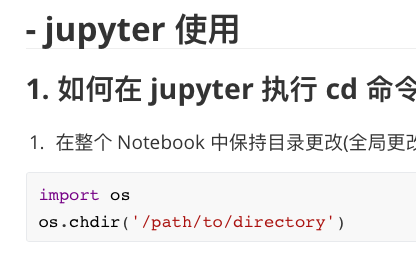 - jupyter 使用
1. 如何在 jupyter 执行 cd 命令
1. 在整个 Notebook 中保持目录更改(全局更改
import os
os.chdir('/path/to/directory')